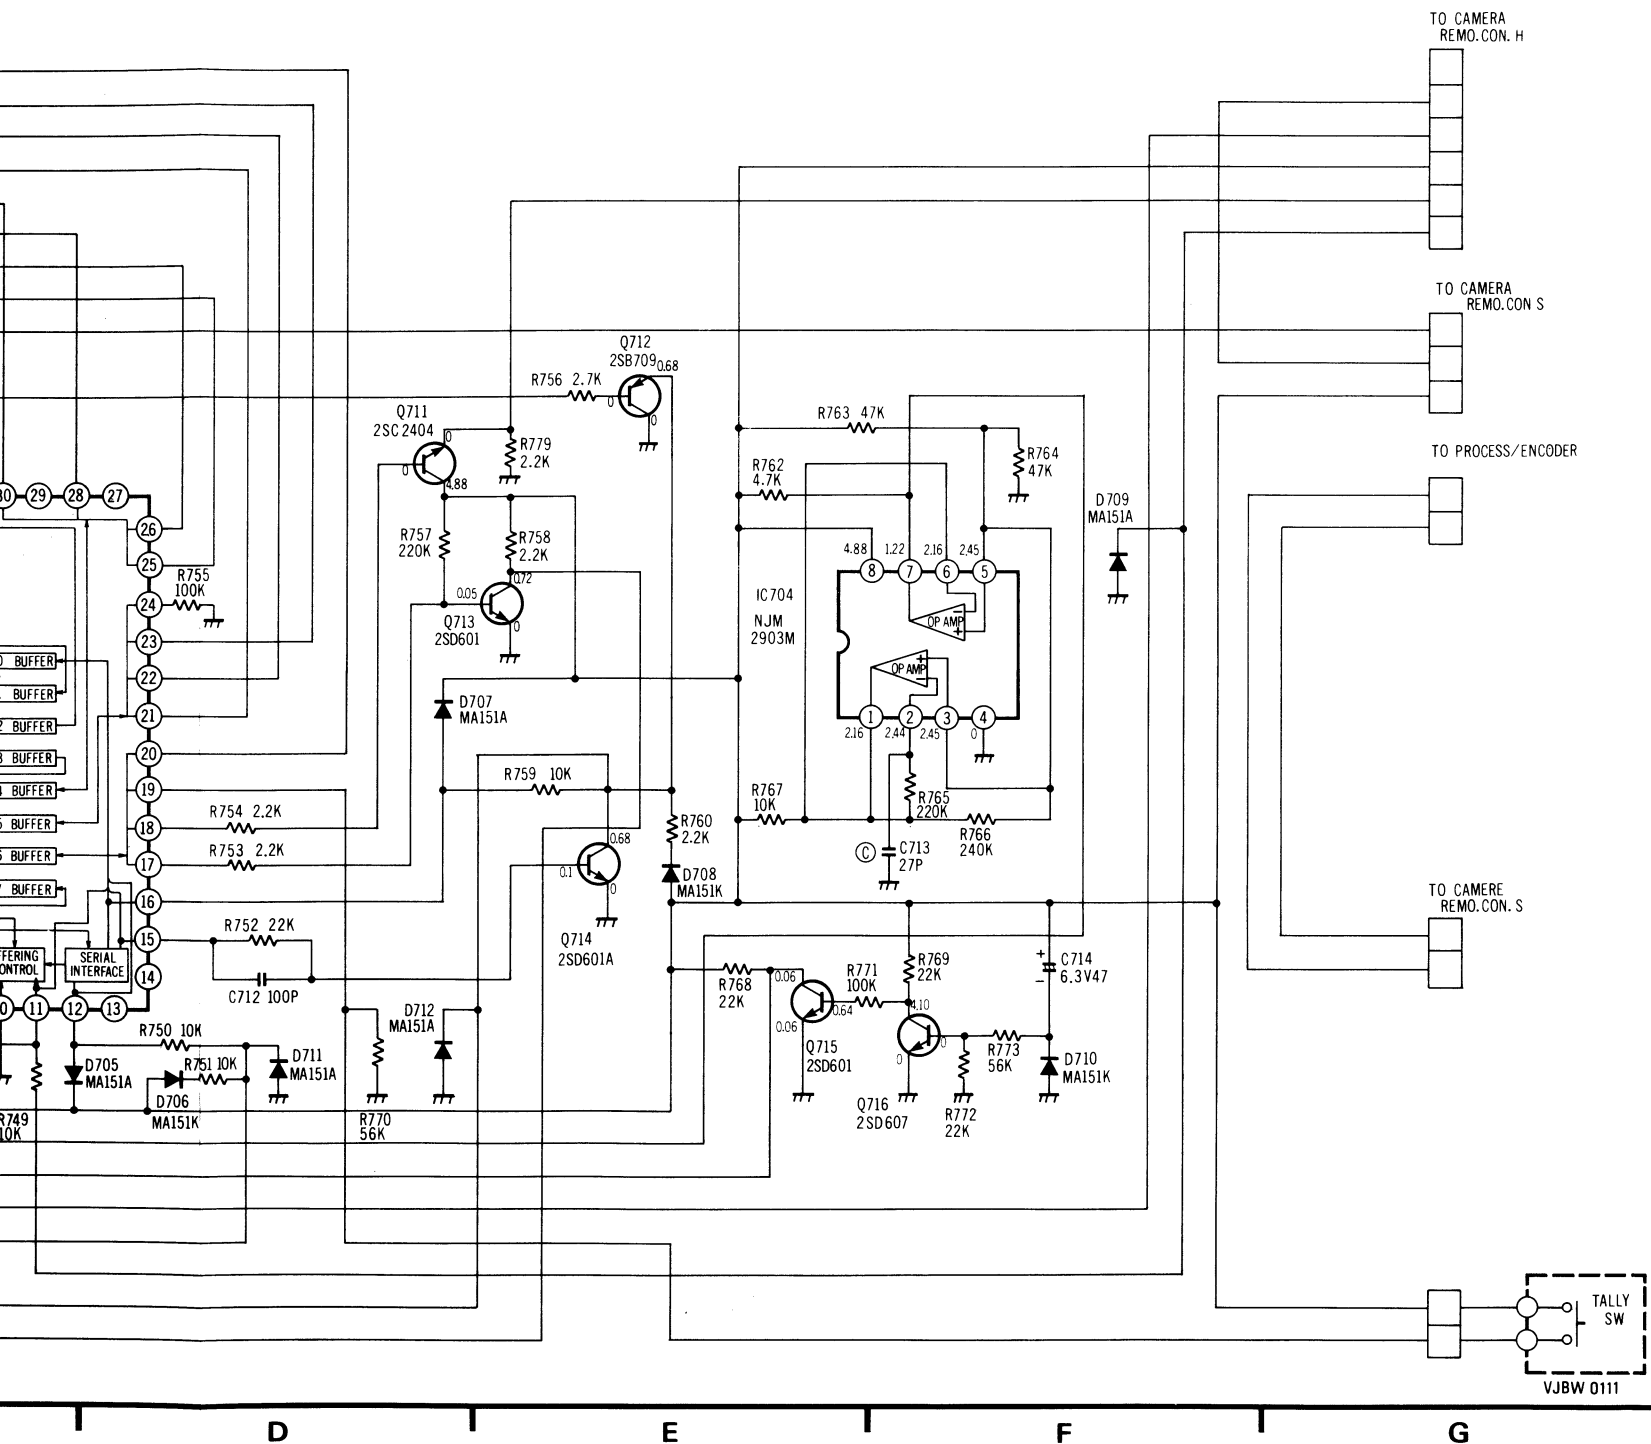 TO CAMERA
REMO.CON. H
TO CAMERA
REMO.CON S
Q712
2SB709
0.68
R756 2.7K
0
0
Q711
2SC2404
0
0
4.88
R779
2.2K
R763 47K
R764
47K
R762
4.7K
TO PROCESS/ENCODER
D709
MA151A
30
29
28
27
26
25
24
23
22
21
20
19
18
17
16
15
14
13
12
11
R755
100K
R757
220K
R758
2.2K
0.72
0.05
Q713
2SD601
0
4.88
1.22
2.16
2.45
8
7
6
5
IC704
NJM
2903M
OP AMP
- +
OP AMP
+ -
1
2
3
4
2.16
2.44
2.45
0
BUFFER
BUFFER
2 BUFFER
BUFFER
BUFFER
BUFFER
BUFFER
BUFFER
D707
MA151A
R759 10K
R754 2.2K
R753 2.2K
R760
2.2K
R767
10K
R765
220K
R766
240K
0.68
0.1
0
Q714
2SD601A
D708
MA151K
C
C713
27P
TO CAMERE
REMO.CON. S
R752 22K
C712 100P
FFERING
ONTROL
SERIAL
INTERFACE
R768
22K
0.06
0.06
R771
100K
0.64
R769
22K
4.10
+
-
C714
6.3V47
D712
MA151A
R750 10K
R751 10K
D705
MA151A
D706
MA151K
D711
MA151A
R749
10K
R770
56K
Q715
2SD601
0
0
Q716
2SD607
R773
56K
R772
22K
D710
MA151K
TALLY
SW
VJBW 0111
D
E
F
G